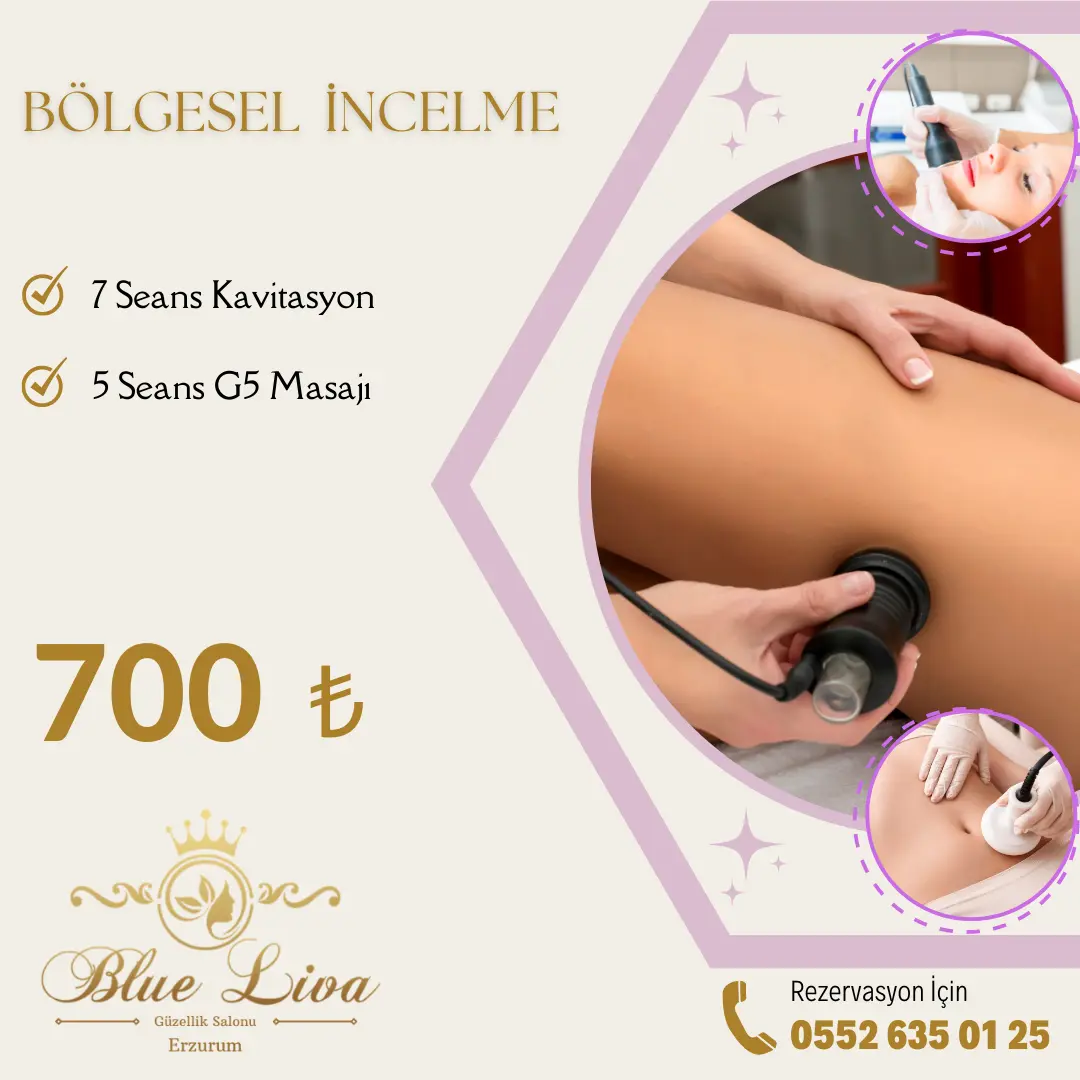 BÖLGESEL İNCELME
7 Seans Kavitasyon
5 Seans G5 Masajı
700 ₺
Blue Liva
Güzellik Salonu
Erzurum
Rezervasyon İçin
0552 635 01 25